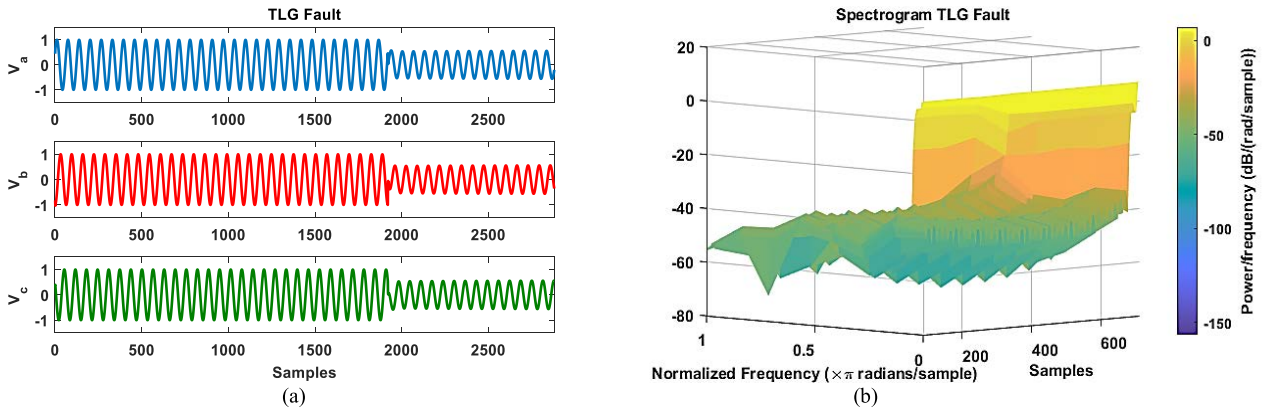 TLG Fault
V_a
1
0
-1
0 500 1000 1500 2000 2500
V_b
1
0
-1
0 500 1000 1500 2000 2500
V_c
1
0
-1
0 500 1000 1500 2000 2500
Samples
(a)
Spectrogram TLG Fault
20
0
-20
-40
-60
-80
1 0.5 0
200 400 600
Normalized Frequency (×π radians/sample)
Samples
0
-50
-100
-150
Power/frequency (dB/(rad/sample))
(b)